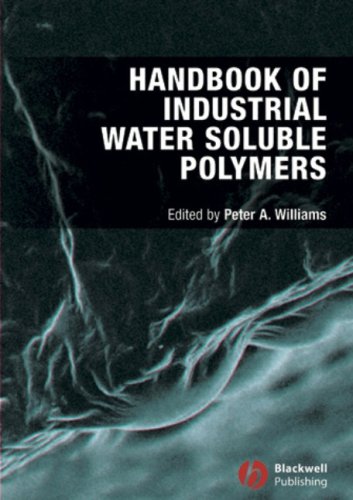 HANDBOOK OF
INDUSTRIAL
WATER SOLUBLE
POLYMERS
Edited by Peter A. Williams
Blackwell
Publishing